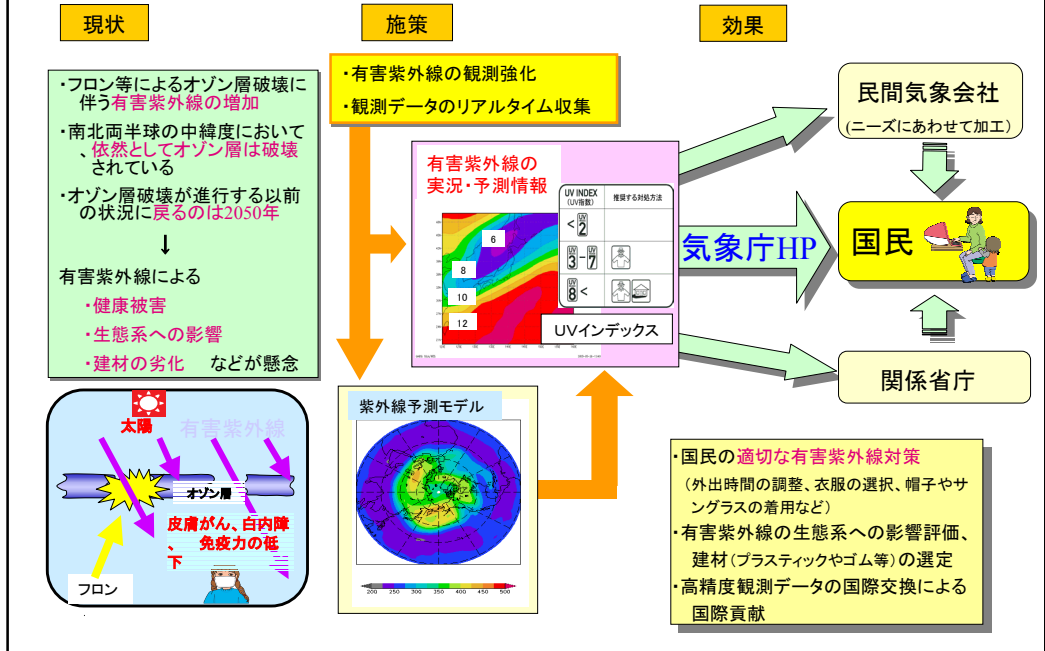 現状
施策
効果
・フロン等によるオゾン層破壊に
伴う有害紫外線の増加
・南北両半球の中緯度において
、依然としてオゾン層は破壊
されている
・オゾン層破壊が進行する以前
の状況に戻るのは2050年
↓
有害紫外線による
・健康被害
・生態系への影響
・建材の劣化 などが懸念
太陽
有害紫外線
オゾン層
皮膚がん、白内障
、 免疫力の低
下
フロン
・有害紫外線の観測強化
・観測データのリアルタイム収集
有害紫外線の
実況・予測情報
6
8
10
12
UV INDEX
(UV指数)
推奨する対処方法
< UV 2
UV 3 - UV 7
UV 8 <
UVインデックス
紫外線予測モデル
200 250 300 350 400 450 500
気象庁HP
民間気象会社
(ニーズにあわせて加工)
国民
関係省庁
・国民の適切な有害紫外線対策
(外出時間の調整、衣服の選択、帽子やサ
ングラスの着用など)
・有害紫外線の生態系への影響評価、
建材(プラスティックやゴム等)の選定
・高精度観測データの国際交換による
国際貢献